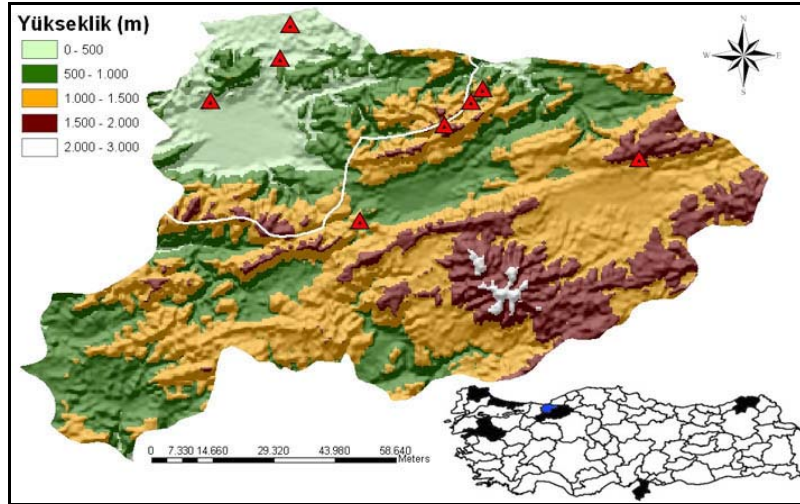 Yükseklik (m)
0 - 500
500 - 1.000
1.000 - 1.500
1.500 - 2.000
2.000 - 3.000
N
W
E
S
0 7.330 14.660 29.320 43.980 58.640
Meters